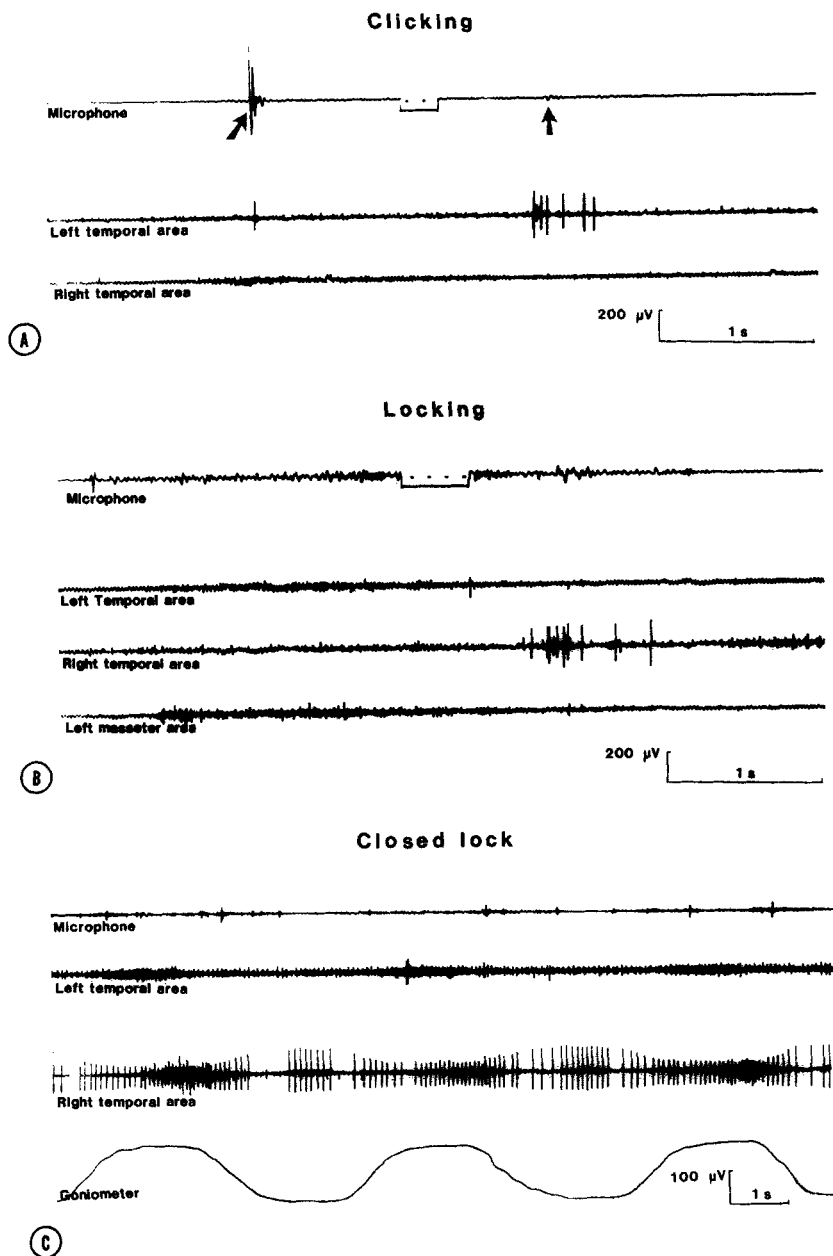 Clicking
Microphone
Left temporal area
Right temporal area
200 μV
1 s
A
Locking
Microphone
Left Temporal area
Right temporal area
Left masseter area
200 μV
1 s
B
Closed lock
Microphone
Left temporal area
Right temporal area
Goniometer
100 μV
1 s
C